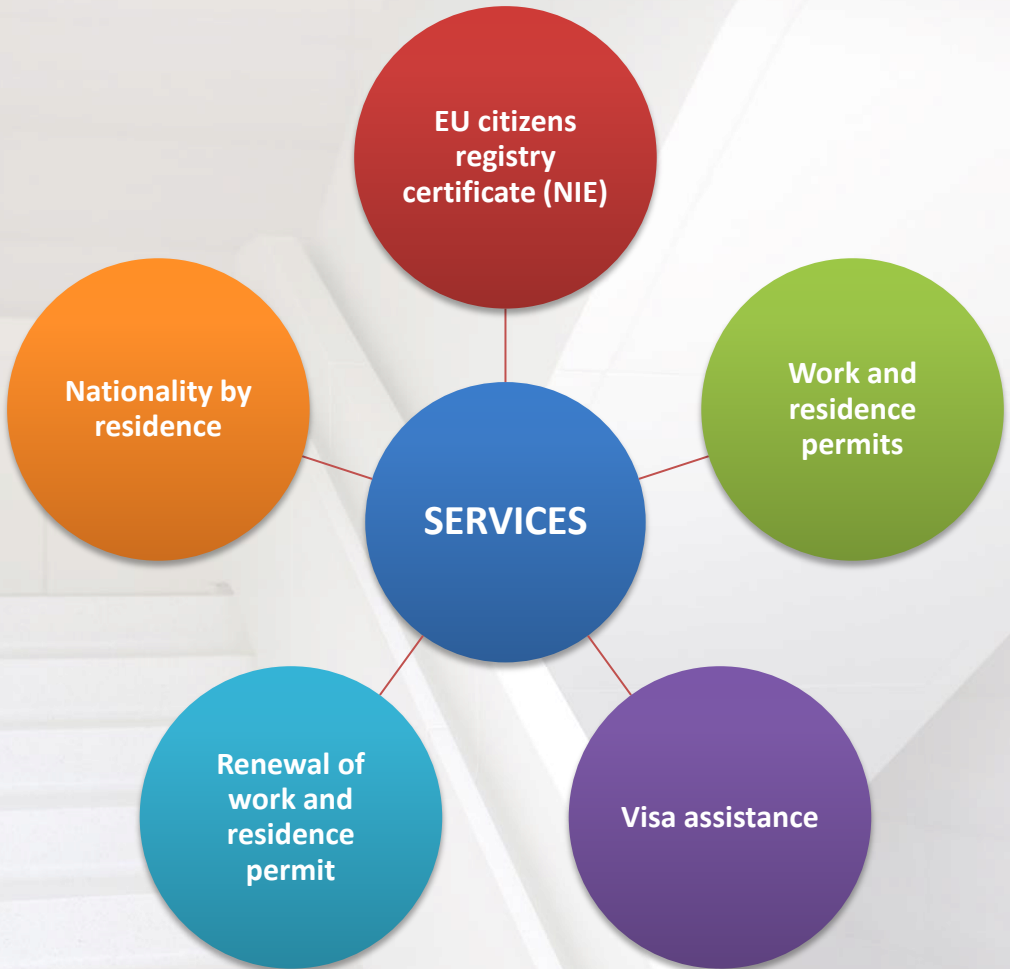 EU citizens
registry
certificate (NIE)
Nationality by
residence
Work and
residence
permits
SERVICES
Renewal of
work and
residence
permit
Visa assistance